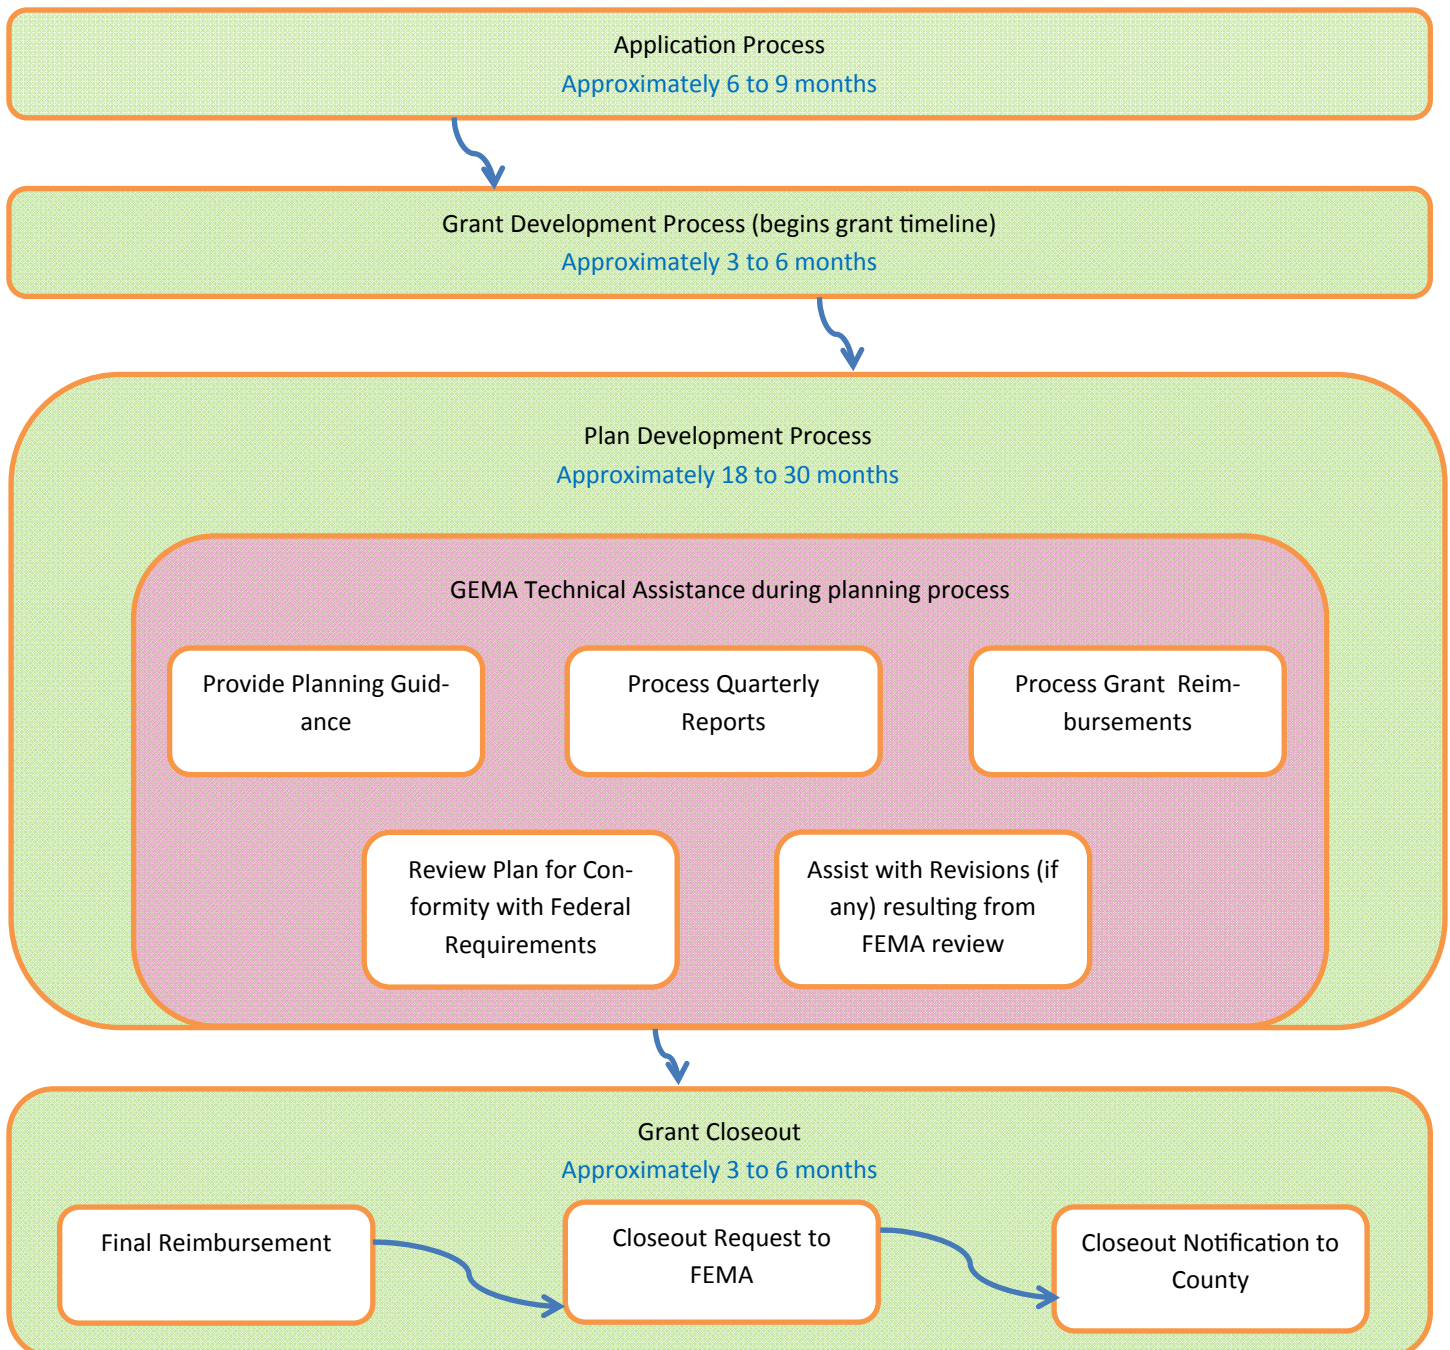 Application Process
Approximately 6 to 9 months
Grant Development Process (begins grant timeline)
Approximately 3 to 6 months
Plan Development Process
Approximately 18 to 30 months
GEMA Technical Assistance during planning process
Provide Planning Guid-
ance
Process Quarterly
Reports
Process Grant  Reim-
bursements
Review Plan for Con-
formity with Federal
Requirements
Assist with Revisions (if
any) resulting from
FEMA review
Grant Closeout
Approximately 3 to 6 months
Final Reimbursement
Closeout Request to
FEMA
Closeout Notification to
County